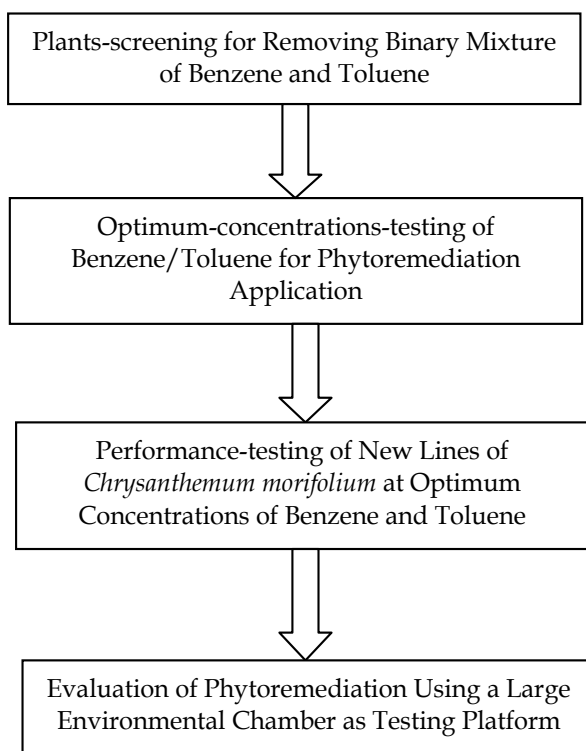 Plants-screening for Removing Binary Mixture
of Benzene and Toluene
Optimum-concentrations-testing of
Benzene/Toluene for Phytoremediation
Application
Performance-testing of New Lines of
Chrysanthemum morifolium at Optimum
Concentrations of Benzene and Toluene
Evaluation of Phytoremediation Using a Large
Environmental Chamber as Testing Platform